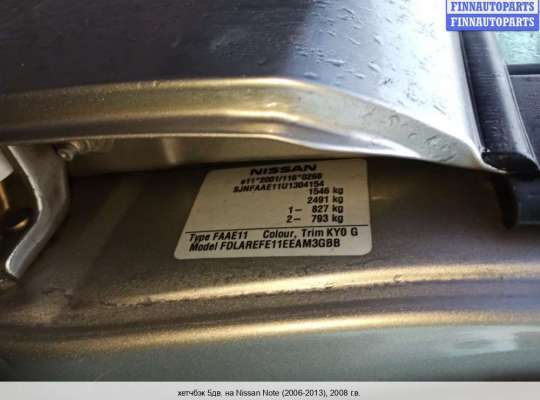 FINNAUTOPARTS
FINNAUTOPARTS
NISSAN
e11*2001/116*0268
SJNFAAE11U1304154
1546 kg
2491 kg
1- 827 kg
2- 793 kg
Type FAAE11 Colour, Trim KY0 G
Model FDLAREFE11EEAM3GBB
хетчбэк 5дв. на Nissan Note (2006-2013), 2008 г.в.